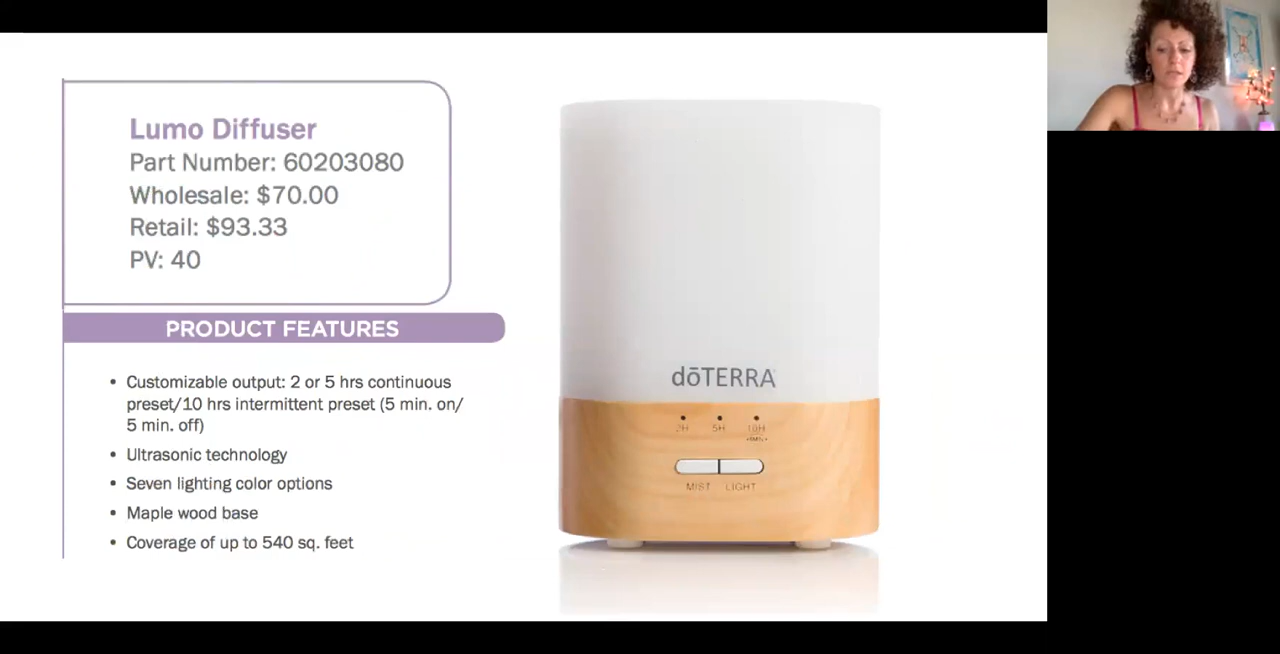 Lumo Diffuser
Part Number: 60203080
Wholesale: $70.00
Retail: $93.33
PV: 40
PRODUCT FEATURES
• Customizable output: 2 or 5 hrs continuous
preset/10 hrs intermittent preset (5 min. on/
5 min. off)
• Ultrasonic technology
• Seven lighting color options
• Maple wood base
• Coverage of up to 540 sq. feet
dōTERRA
2H 5H 10H
MIST LIGHT